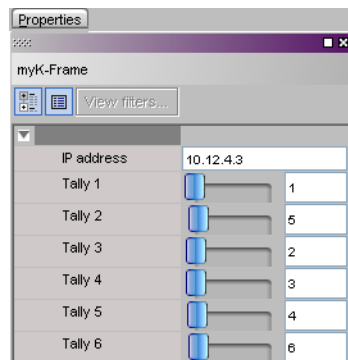 Properties
myK-Frame
View filters...
IP address 10.12.4.3
Tally 1 1
Tally 2 5
Tally 3 2
Tally 4 3
Tally 5 4
Tally 6 6